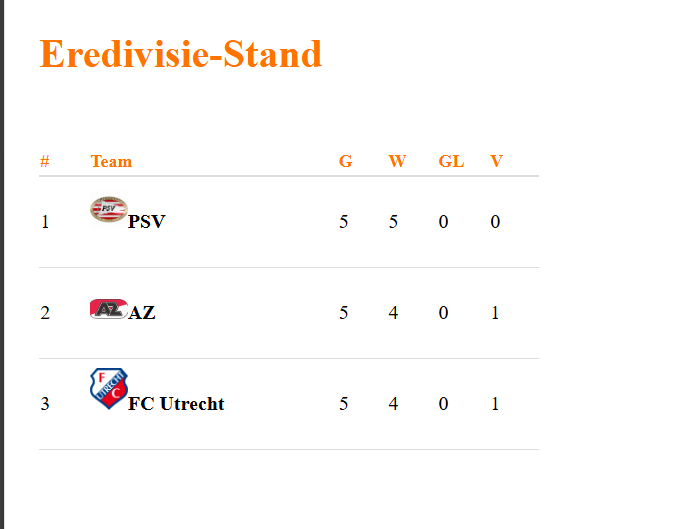 Eredivisie-Stand
# Team G W GL V
1 PSV PSV 5 5 0 0
2 AZ AZ 5 4 0 1
3 F UTRECHT C FC Utrecht 5 4 0 1